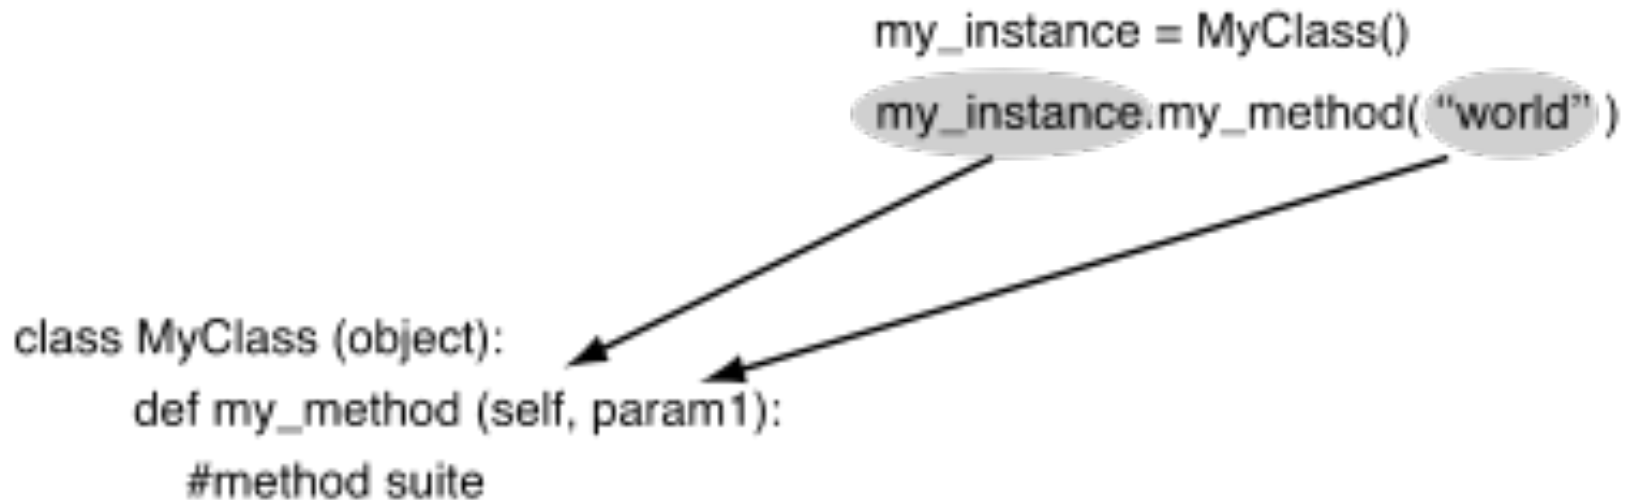 my_instance = MyClass()
my_instance.my_method( “world” )
class MyClass (object):
def my_method (self, param1):
#method suite